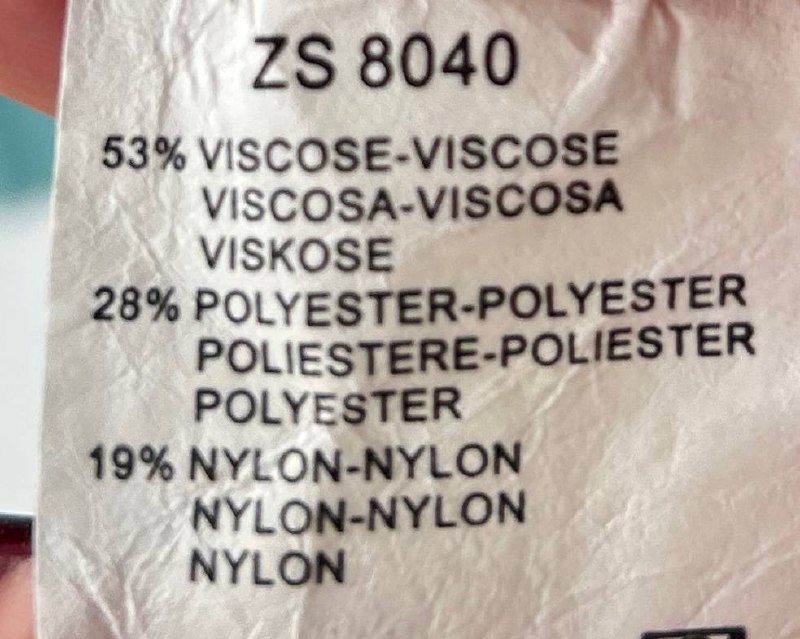 ZS 8040
53% VISCOSE-VISCOSE
VISCOSA-VISCOSA
VISKOSE
28% POLYESTER-POLYESTER
POLIESTERE-POLIESTER
POLYESTER
19% NYLON-NYLON
NYLON-NYLON
NYLON